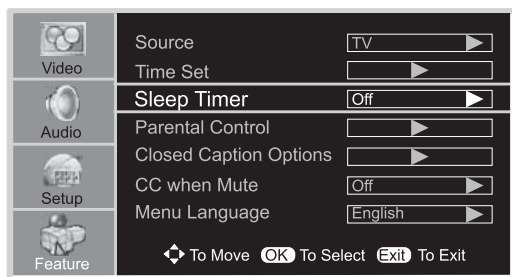 Video
Audio
Setup
Feature
Source TV
Time Set
Sleep Timer Off
Parental Control
Closed Caption Options
CC when Mute Off
Menu Language English
To Move OK To Select Exit To Exit